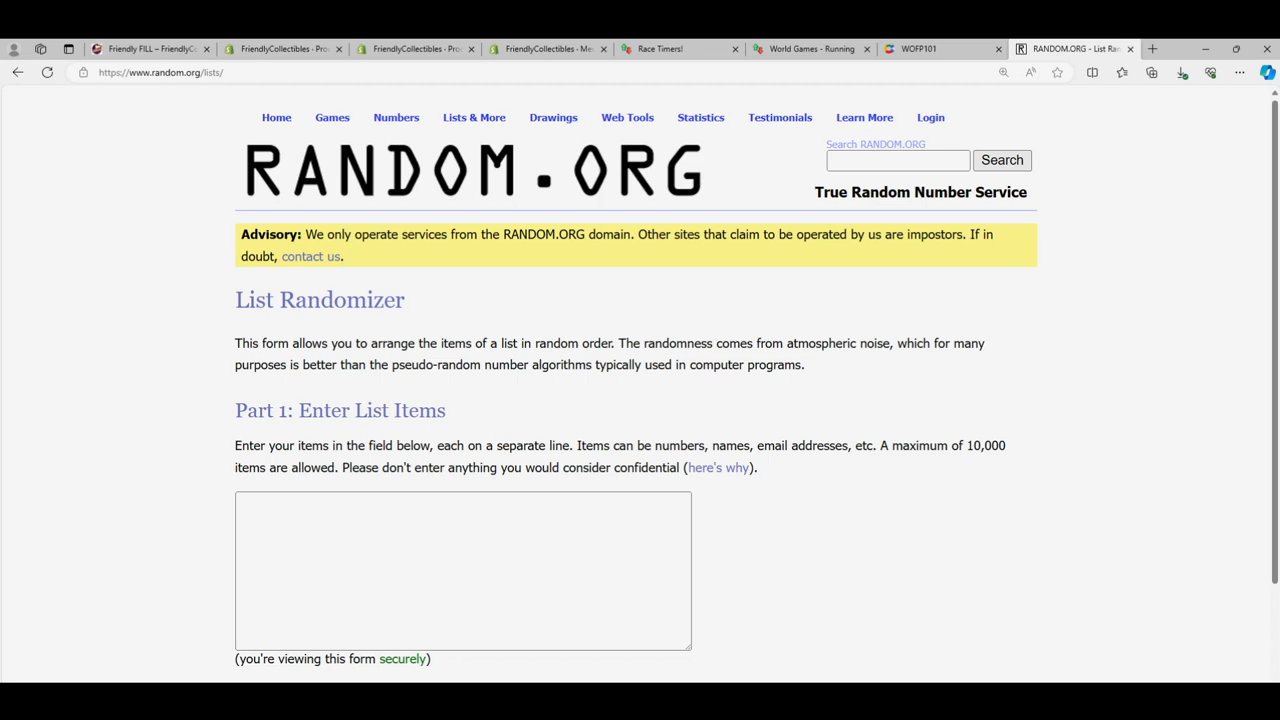 Friendly FILL – FriendlyCo
FriendlyCollectibles - Pro
FriendlyCollectibles - Pro
FriendlyCollectibles - Me
Race Timers!
World Games - Running
WOFP101
RANDOM.ORG - List Ran
https://www.random.org/lists/
Home Games Numbers Lists & More Drawings Web Tools Statistics Testimonials Learn More Login
RANDOM.ORG
Search RANDOM.ORG
Search
True Random Number Service
Advisory: We only operate services from the RANDOM.ORG domain. Other sites that claim to be operated by us are impostors. If in
doubt, contact us.
List Randomizer
This form allows you to arrange the items of a list in random order. The randomness comes from atmospheric noise, which for many
purposes is better than the pseudo-random number algorithms typically used in computer programs.
Part 1: Enter List Items
Enter your items in the field below, each on a separate line. Items can be numbers, names, email addresses, etc. A maximum of 10,000
items are allowed. Please don't enter anything you would consider confidential (here's why).
(you're viewing this form securely)